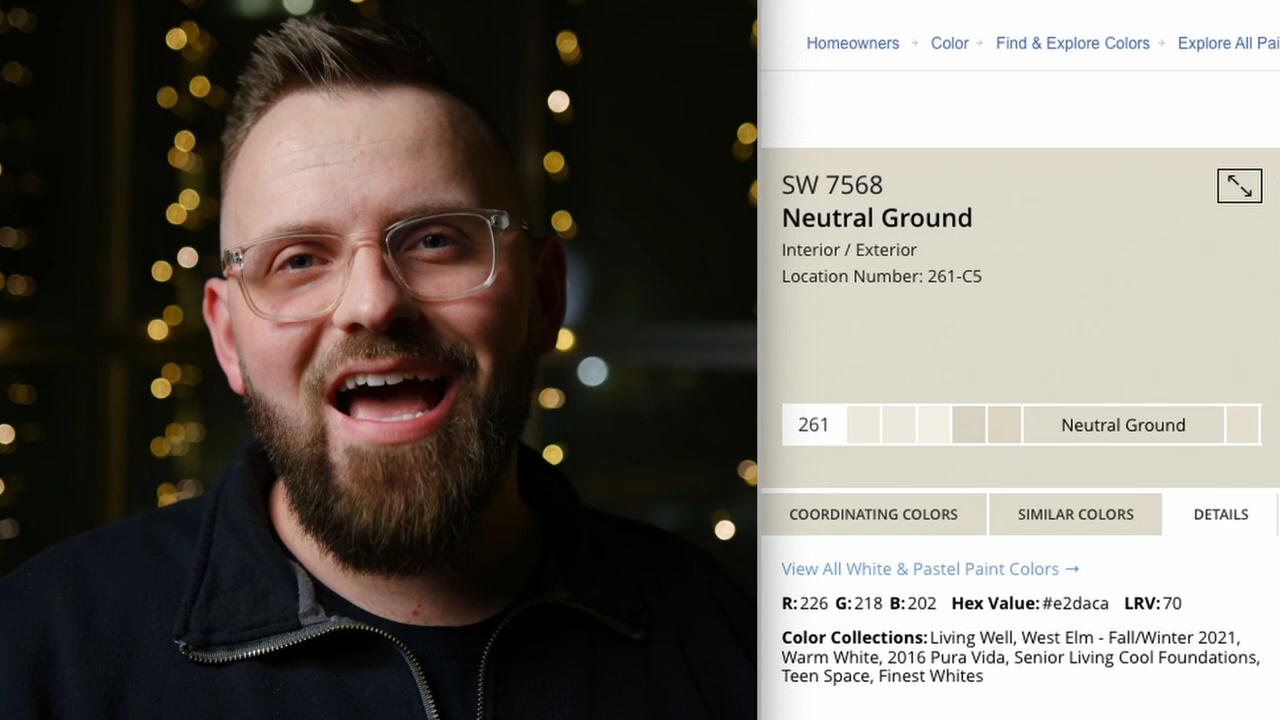 Homeowners → Color → Find & Explore Colors → Explore All Pai
SW 7568
Neutral Ground
Interior / Exterior
Location Number: 261-C5
261 Neutral Ground
COORDINATING COLORS SIMILAR COLORS DETAILS
View All White & Pastel Paint Colors →
R: 226 G: 218 B: 202 Hex Value: #e2daca LRV: 70
Color Collections: Living Well, West Elm - Fall/Winter 2021,
Warm White, 2016 Pura Vida, Senior Living Cool Foundations,
Teen Space, Finest Whites